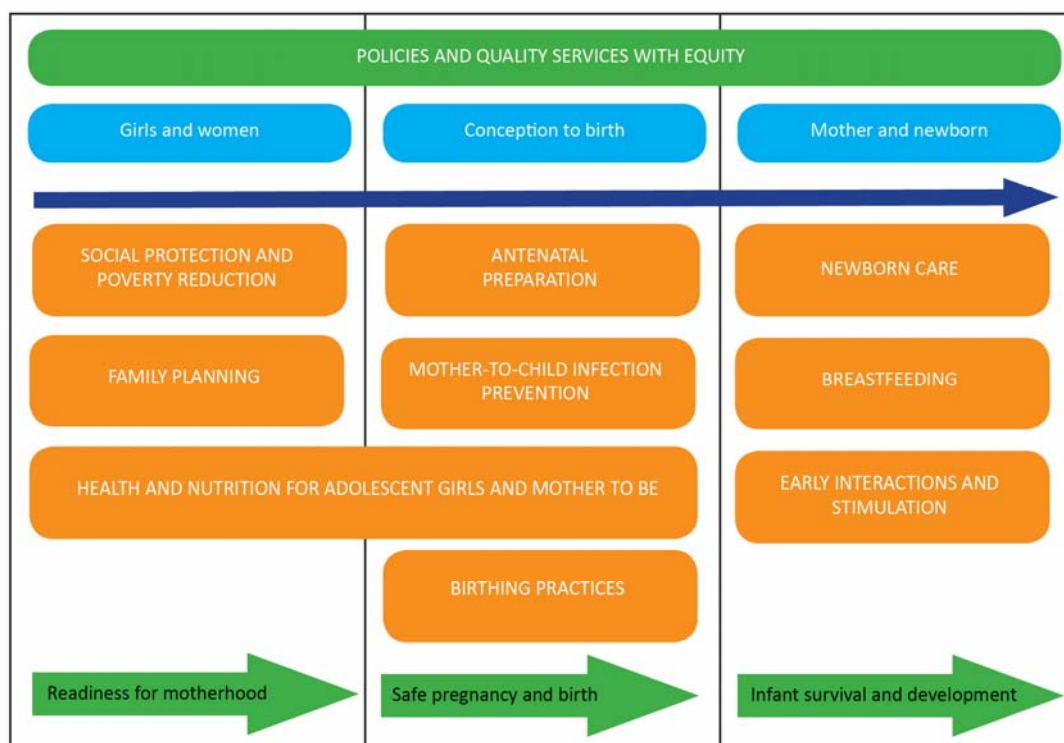 POLICIES AND QUALITY SERVICES WITH EQUITY
Girls and women
Conception to birth
Mother and newborn
SOCIAL PROTECTION AND
POVERTY REDUCTION
ANTENATAL
PREPARATION
NEWBORN CARE
FAMILY PLANNING
MOTHER-TO-CHILD INFECTION
PREVENTION
BREASTFEEDING
HEALTH AND NUTRITION FOR ADOLESCENT GIRLS AND MOTHER TO BE
EARLY INTERACTIONS AND
STIMULATION
BIRTHING PRACTICES
Readiness for motherhood
Safe pregnancy and birth
Infant survival and development